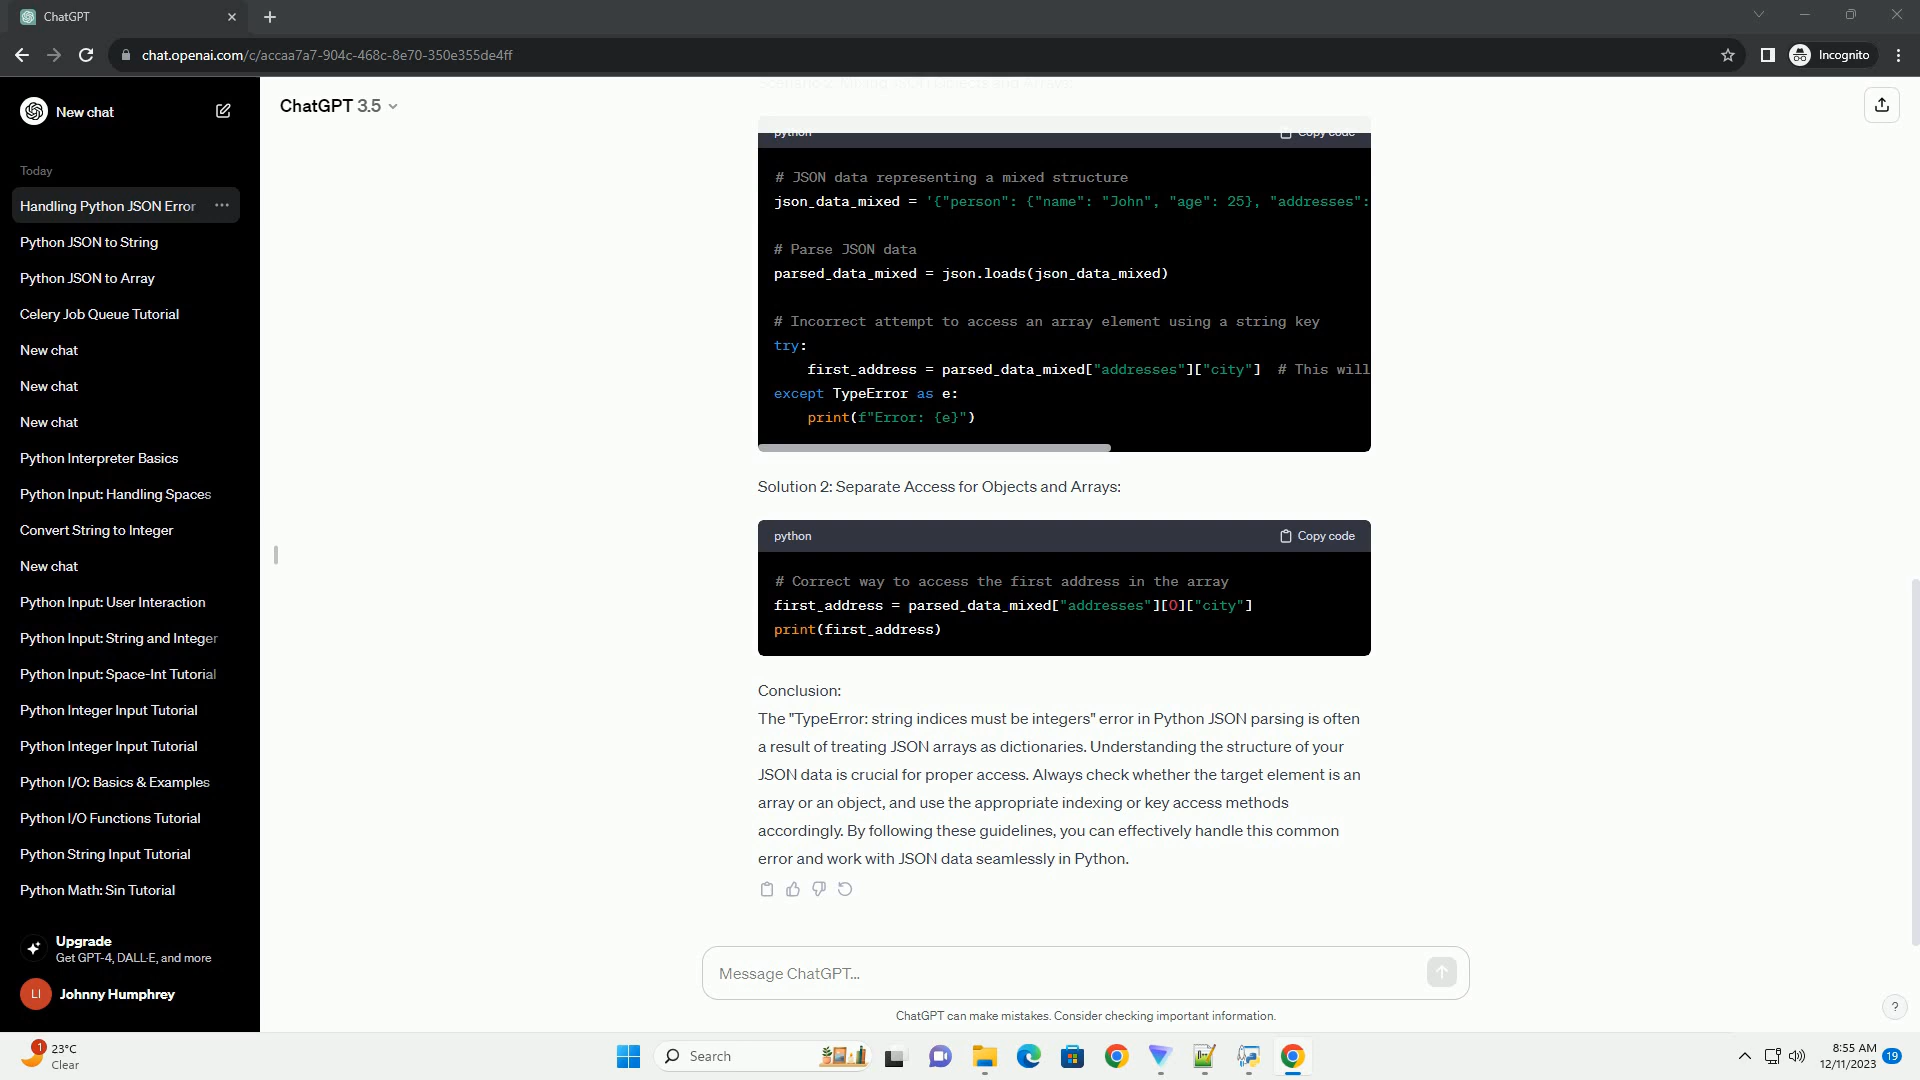 ChatGPT
chat.openai.com/c/accaa7a7-904c-468c-8e70-350e355de4ff
Incognito
New chat
Today
Handling Python JSON Error
Python JSON to String
Python JSON to Array
Celery Job Queue Tutorial
New chat
New chat
New chat
Python Interpreter Basics
Python Input: Handling Spaces
Convert String to Integer
New chat
Python Input: User Interaction
Python Input: String and Integer
Python Input: Space-Int Tutorial
Python Integer Input Tutorial
Python Integer Input Tutorial
Python I/O: Basics & Examples
Python I/O Functions Tutorial
Python String Input Tutorial
Python Math: Sin Tutorial
Upgrade
Get GPT-4, DALL·E, and more
LI
Johnny Humphrey
ChatGPT 3.5
python
Copy code
# JSON data representing a mixed structure
json_data_mixed = '{"person": {"name": "John", "age": 25}, "addresses":
# Parse JSON data
parsed_data_mixed = json.loads(json_data_mixed)
# Incorrect attempt to access an array element using a string key
try:
first_address = parsed_data_mixed["addresses"]["city"] # This will
except TypeError as e:
print(f"Error: {e}")
Solution 2: Separate Access for Objects and Arrays:
python
Copy code
# Correct way to access the first address in the array
first_address = parsed_data_mixed["addresses"][0]["city"]
print(first_address)
Conclusion:
The "TypeError: string indices must be integers" error in Python JSON parsing is often
a result of treating JSON arrays as dictionaries. Understanding the structure of your
JSON data is crucial for proper access. Always check whether the target element is an
array or an object, and use the appropriate indexing or key access methods
accordingly. By following these guidelines, you can effectively handle this common
error and work with JSON data seamlessly in Python.
Message ChatGPT...
ChatGPT can make mistakes. Consider checking important information.
?
1
23°C
Clear
Search
8:55 AM
12/11/2023
19